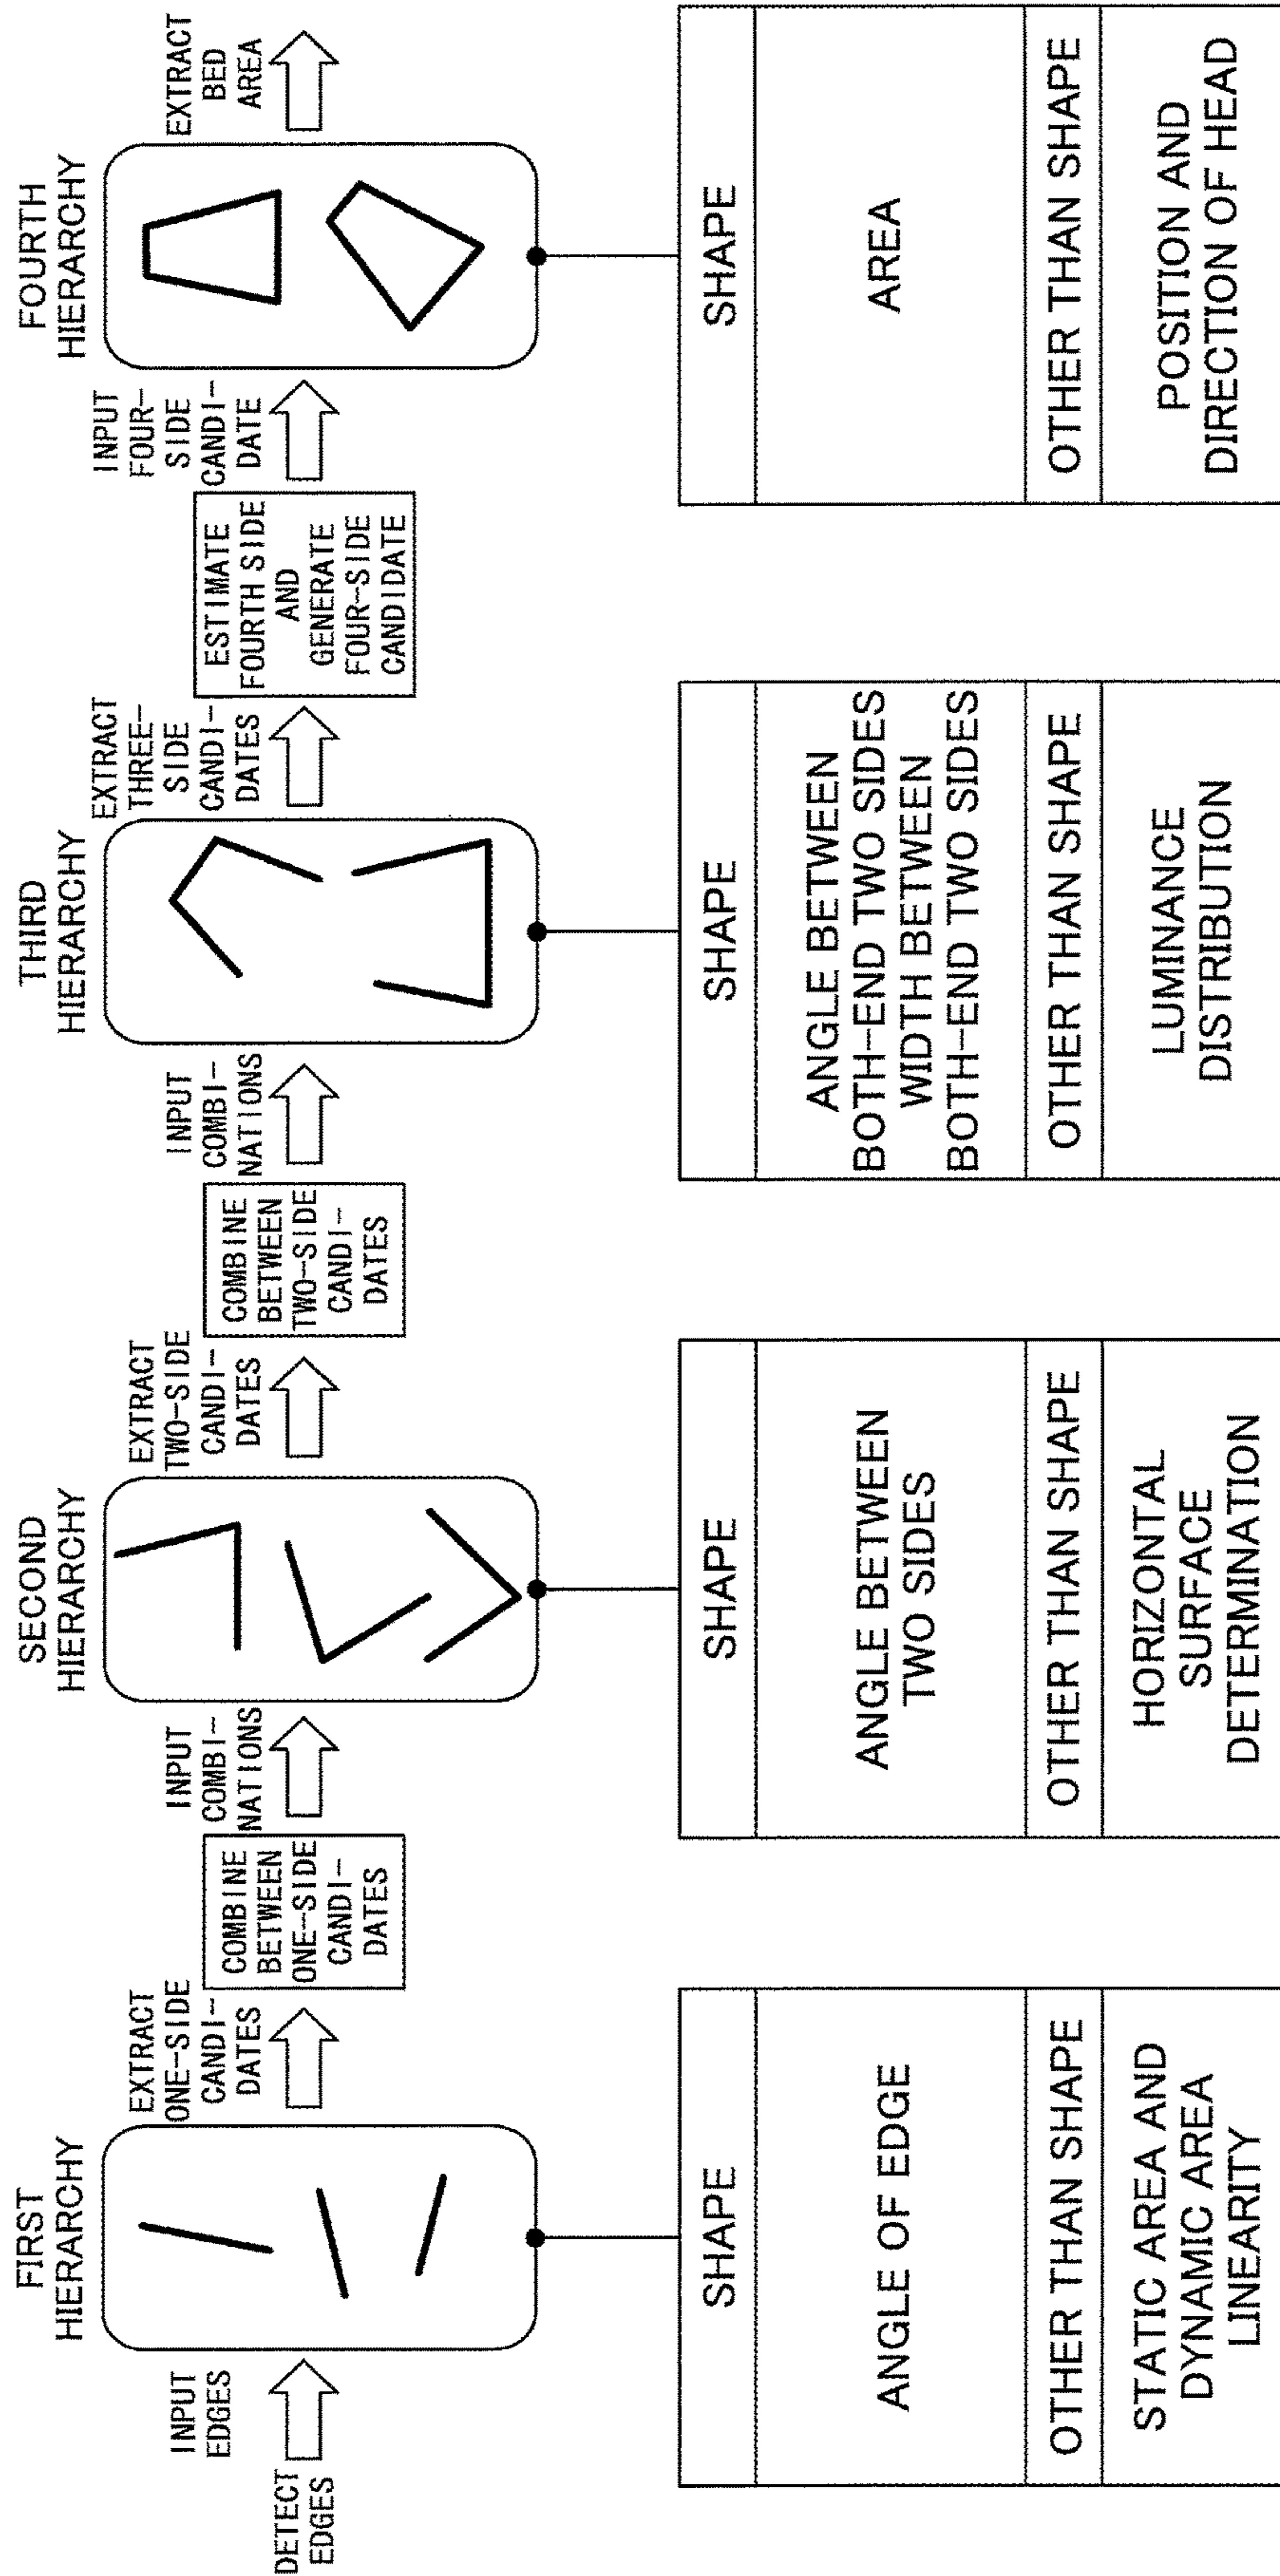 DETECT
EDGES
INPUT
EDGES
FIRST
HIERARCHY
EXTRACT
ONE-SIDE
CANDI-
DATES
COMBINE
BETWEEN
ONE-SIDE
CANDI-
DATES
INPUT
COMBI-
NATIONS
SECOND
HIERARCHY
EXTRACT
TWO-SIDE
CANDI-
DATES
COMBINE
BETWEEN
TWO-SIDE
CANDI-
DATES
INPUT
COMBI-
NATIONS
THIRD
HIERARCHY
EXTRACT
THREE-
SIDE
CANDI-
DATES
ESTIMATE
FOURTH SIDE
AND
GENERATE
FOUR-SIDE
CANDIDATE
INPUT
FOUR-
SIDE
CANDI-
DATE
FOURTH
HIERARCHY
EXTRACT
BED
AREA
SHAPE
ANGLE OF EDGE
OTHER THAN SHAPE
STATIC AREA AND
DYNAMIC AREA
LINEARITY
SHAPE
ANGLE BETWEEN
TWO SIDES
OTHER THAN SHAPE
HORIZONTAL
SURFACE
DETERMINATION
SHAPE
ANGLE BETWEEN
BOTH-END TWO SIDES
WIDTH BETWEEN
BOTH-END TWO SIDES
OTHER THAN SHAPE
LUMINANCE
DISTRIBUTION
SHAPE
AREA
OTHER THAN SHAPE
POSITION AND
DIRECTION OF HEAD